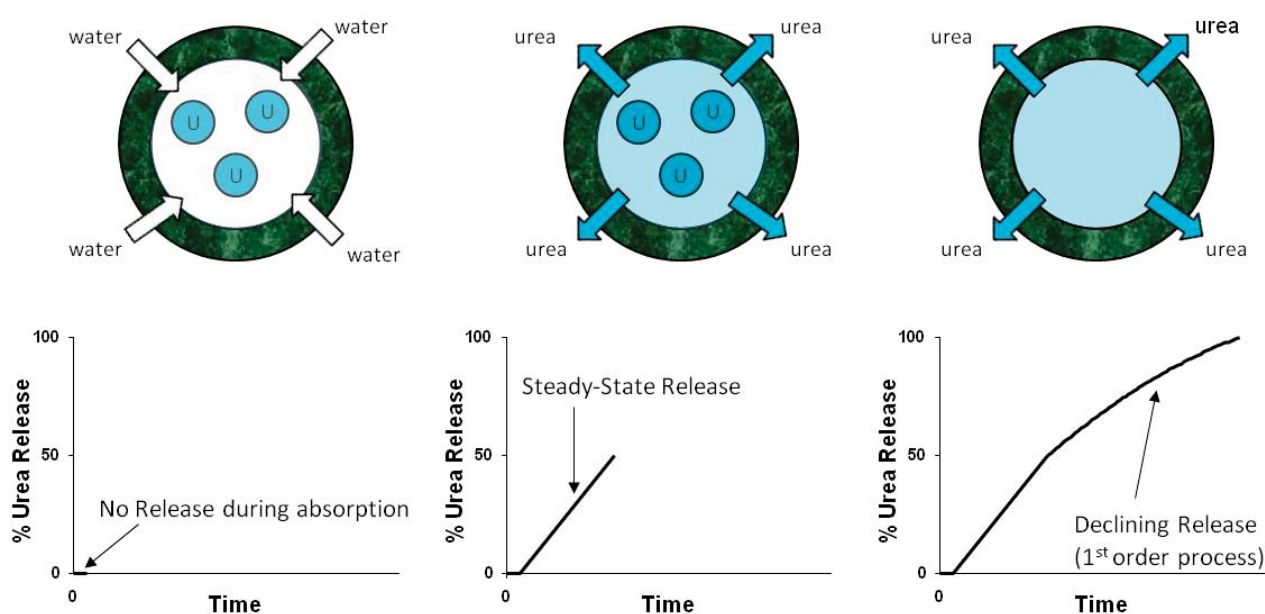 water
water
U
U
U
water
water
urea
urea
U
U
U
urea
urea
urea
urea
urea
urea
% Urea Release
100
50
0
No Release during absorption
0
Time
% Urea Release
100
50
0
Steady-State Release
0
Time
% Urea Release
100
50
0
Declining Release
(1st order process)
0
Time